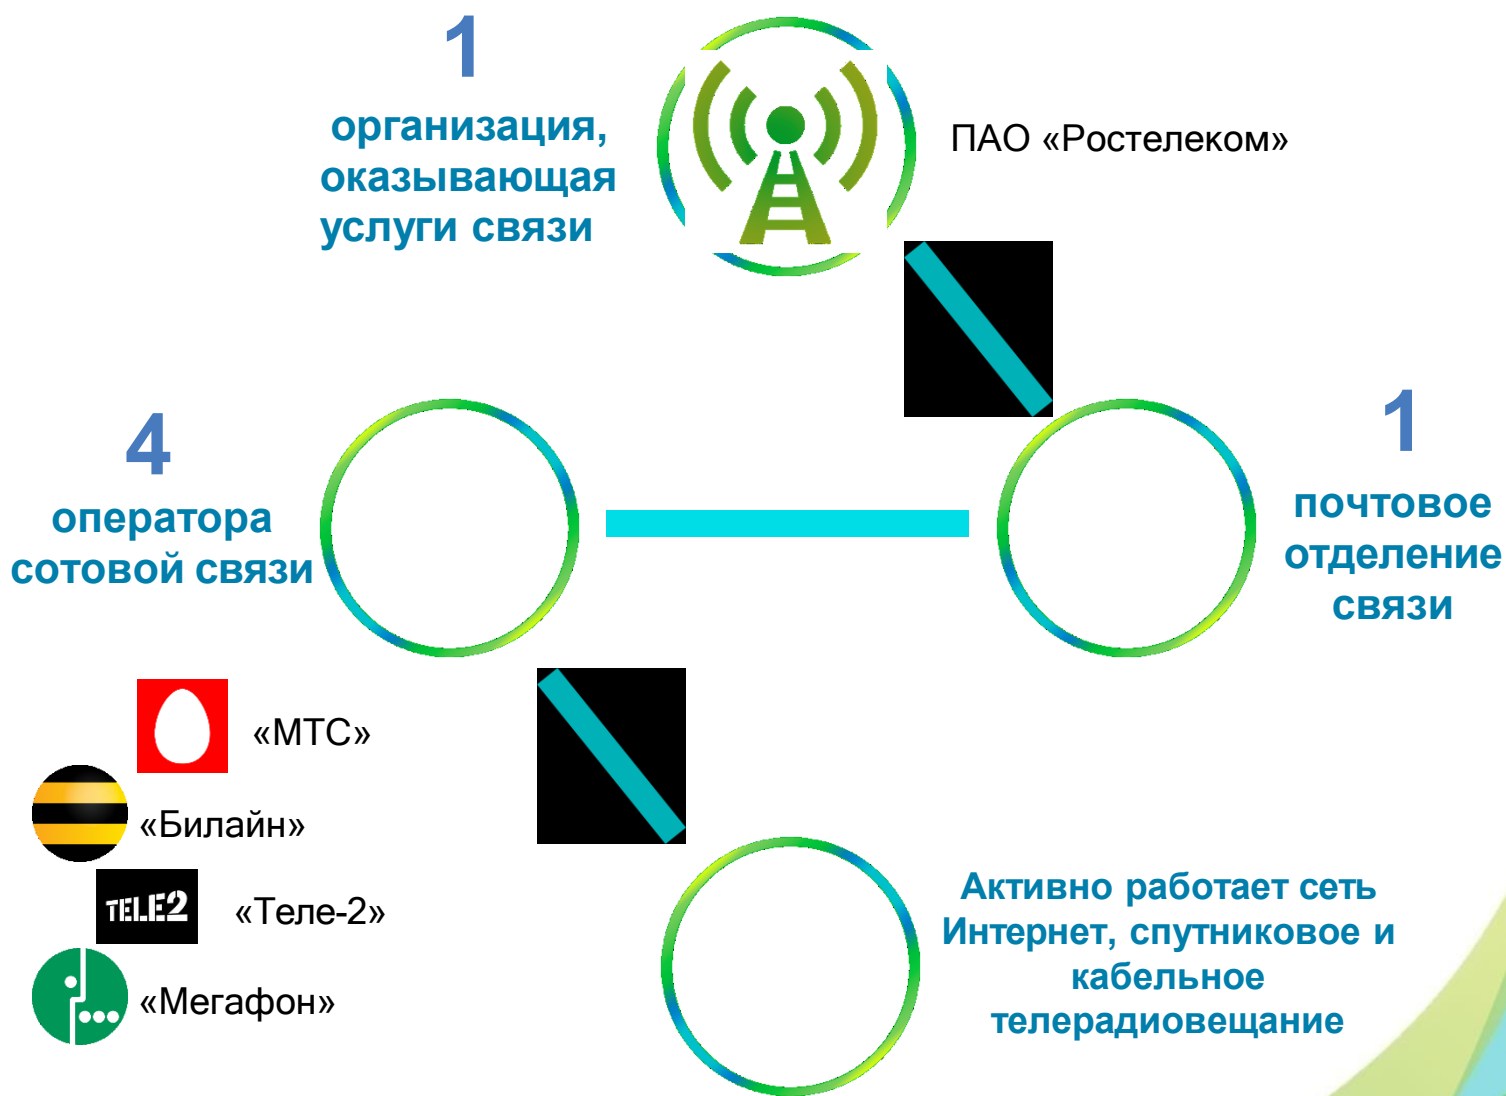 1
организация,
оказывающая
услуги связи
ПАО «Ростелеком»
4
оператора
сотовой связи
1
почтовое
отделение
связи
«МТС»
«Билайн»
TELE2
«Теле-2»
«Мегафон»
Активно работает сеть
Интернет, спутниковое и
кабельное
телерадиовещание